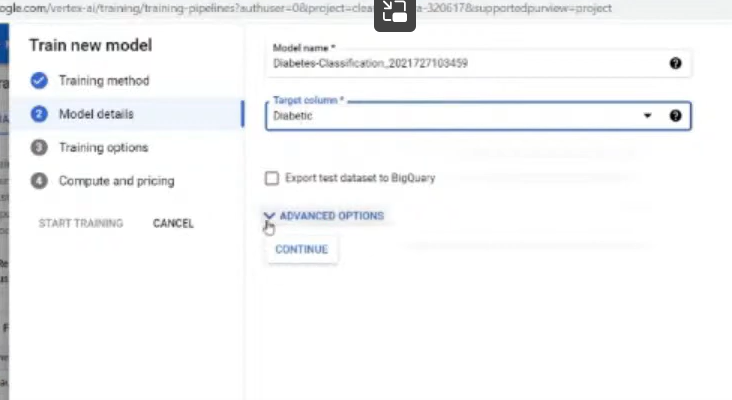 ogle.com/vertex-ai/training/training-pipelines?authuser=0&project=clea a-320617&supportedpurview=project
Train new model
Training method
2 Model details
3 Training options
4 Compute and pricing
START TRAINING CANCEL
Model name *
Diabetes-Classification_2021727103459
Target column *
Diabetic
Export test dataset to BigQuery
ADVANCED OPTIONS
CONTINUE